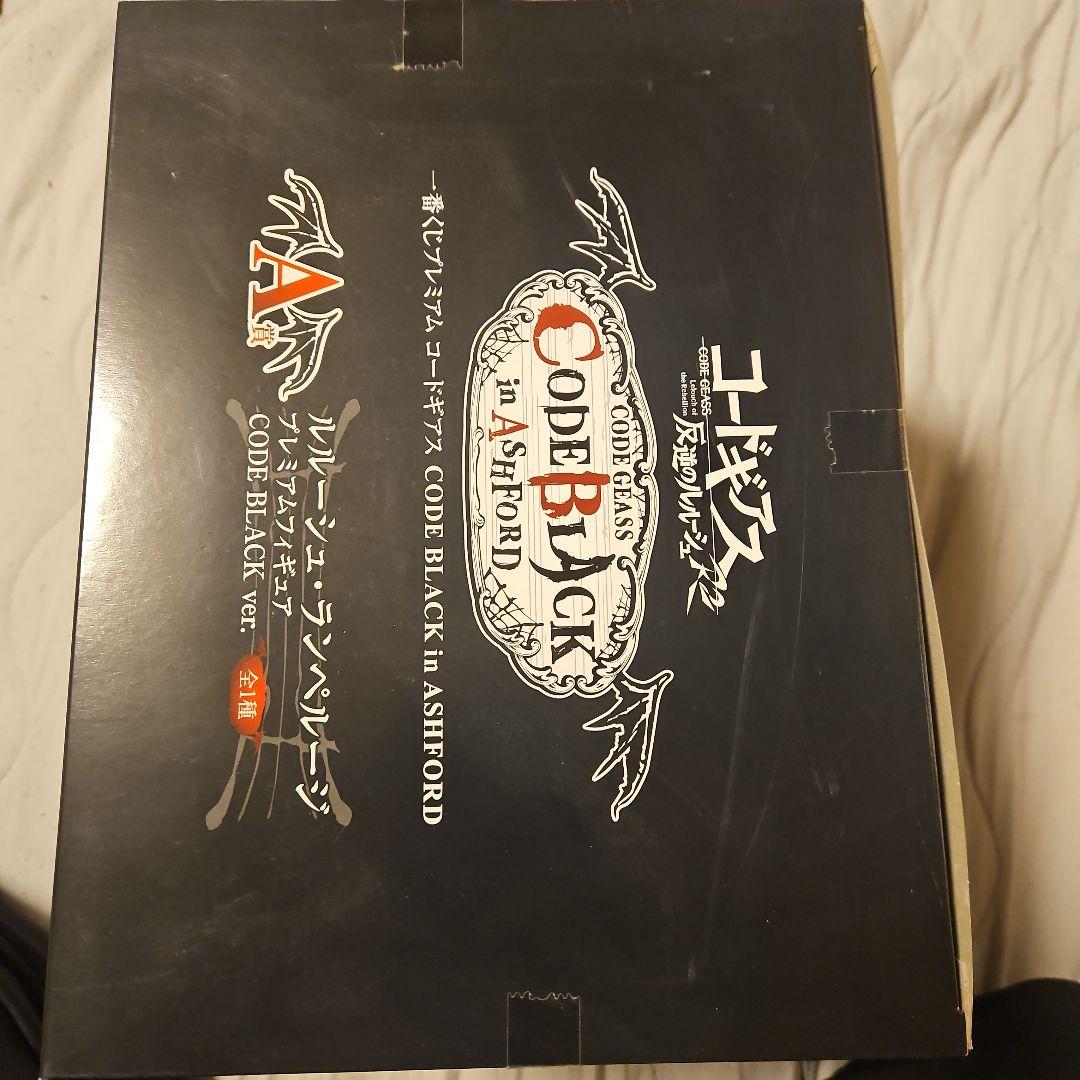 コードギアス
CODE GEASS
Lelouch of
the Rebellion
反逆のルルーシュR2
CODE GEASS
CODE BLACK
in ASHFORD
一番くじプレミアム コードギアス CODE BLACK in ASHFORD
A賞
ルルーシュ・ランペルージ
プレミアムフィギュア
CODE BLACK ver.
全1種